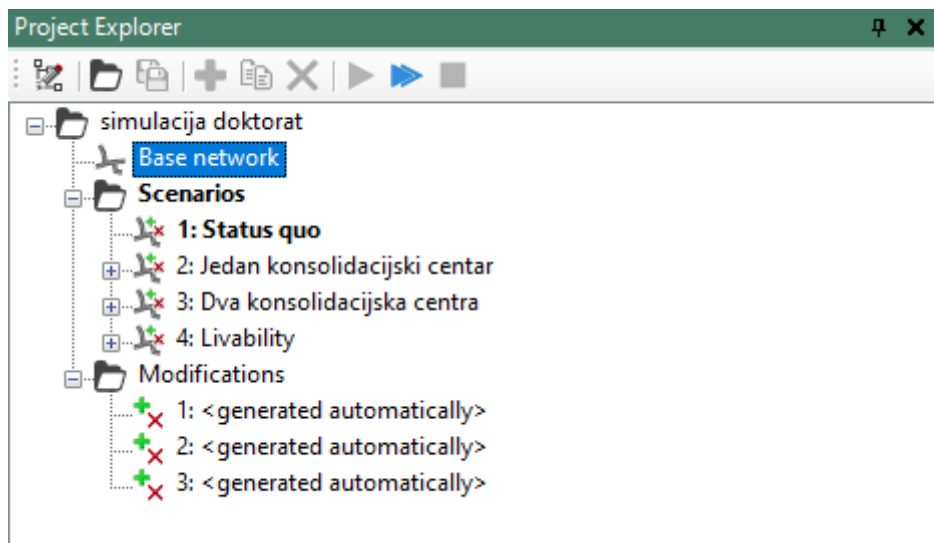 Project Explorer
simulacija doktorat
Base network
Scenarios
1: Status quo
2: Jedan konsolidacijski centar
3: Dva konsolidacijska centra
4: Livability
Modifications
1: <generated automatically>
2: <generated automatically>
3: <generated automatically>